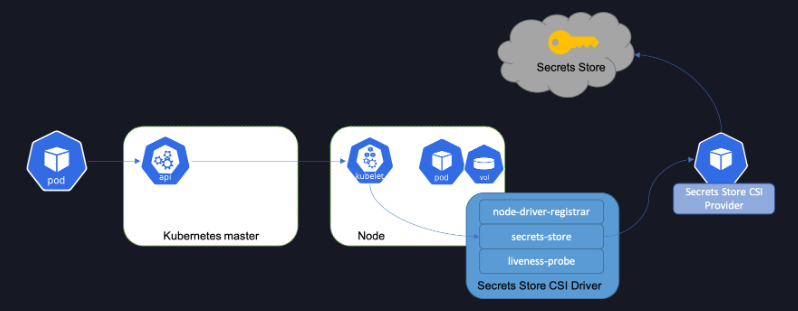 Secrets Store
pod
api
Kubernetes master
kubelet
pod
vol
Node
node-driver-registrar
secrets-store
liveness-probe
Secrets Store CSI Driver
Secrets Store CSI
Provider